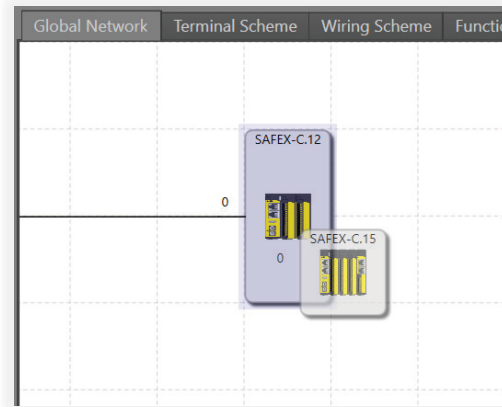 Global Network Terminal Scheme Wiring Scheme Functi
SAFEX-C.12
0
SAFEX-C.15
0